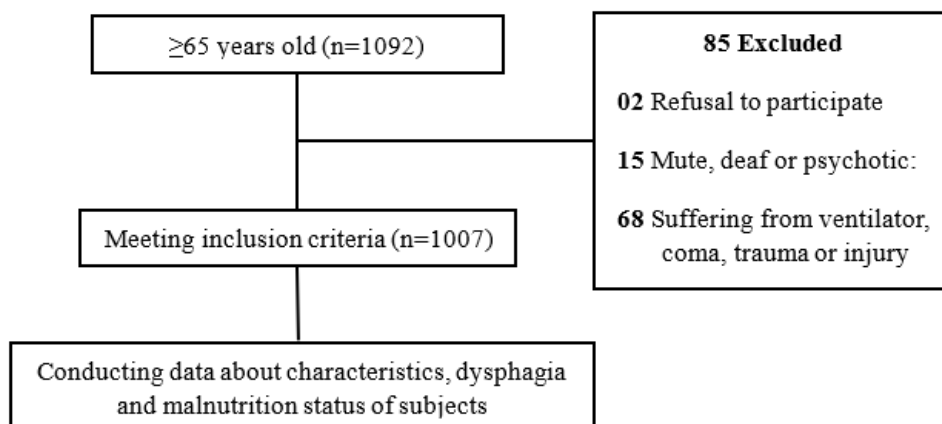 ≥65 years old (n=1092)
85 Excluded
02 Refusal to participate
15 Mute, deaf or psychotic:
68 Suffering from ventilator,
coma, trauma or injury
Meeting inclusion criteria (n=1007)
Conducting data about characteristics, dysphagia
and malnutrition status of subjects